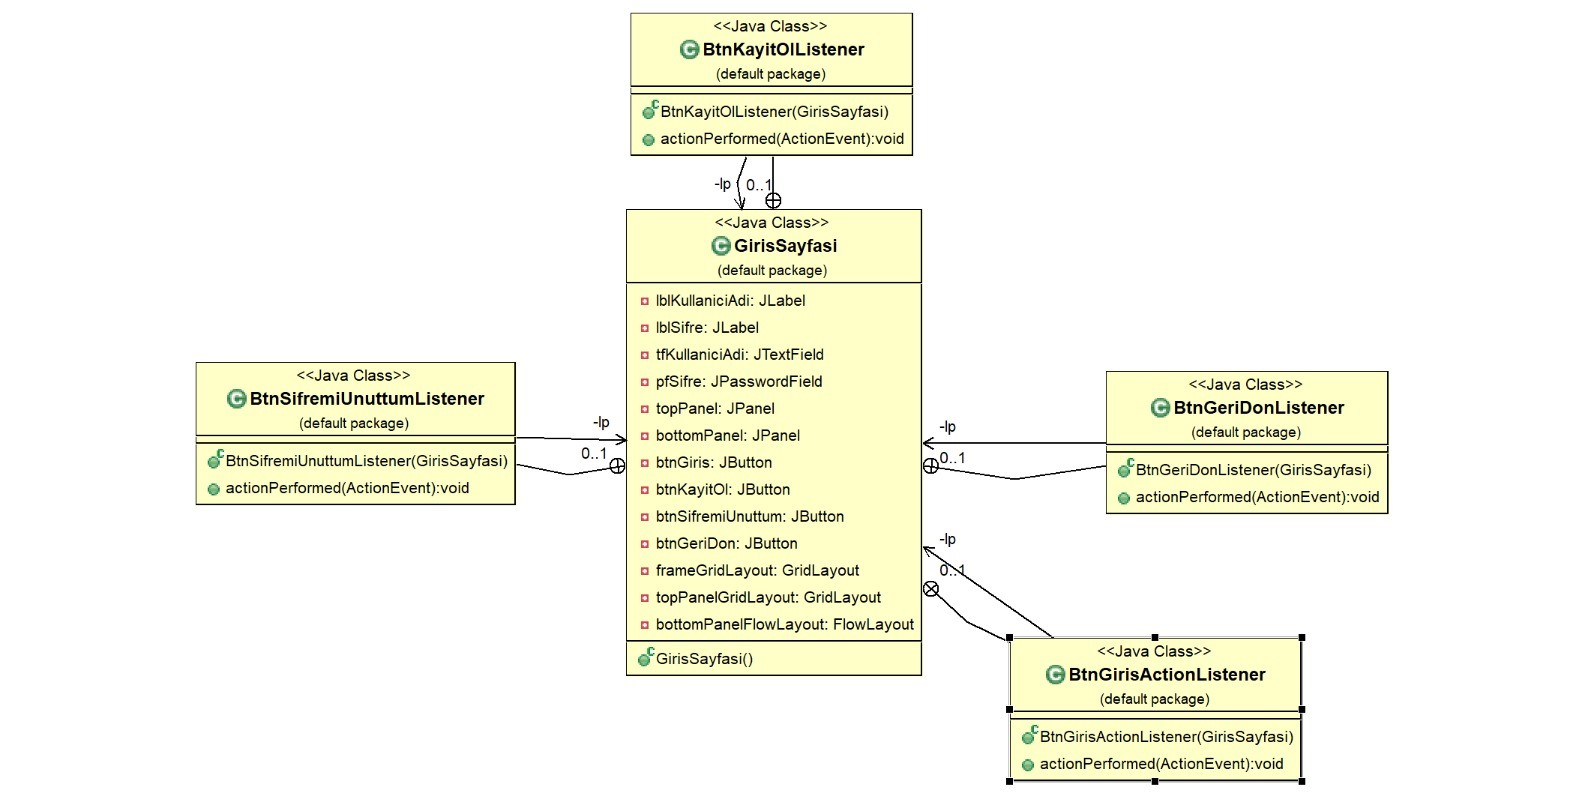 <<Java Class>>
BtnKayitOlListener
(default package)
BtnKayitOlListener(GirisSayfasi)
actionPerformed(ActionEvent):void
-lp
0..1
<<Java Class>>
GirisSayfasi
(default package)
lblKullaniciAdi: JLabel
lblSifre: JLabel
tfKullaniciAdi: JTextField
pfSifre: JPasswordField
topPanel: JPanel
bottomPanel: JPanel
btnGiris: JButton
btnKayitOl: JButton
btnSifremiUnuttum: JButton
btnGeriDon: JButton
frameGridLayout: GridLayout
topPanelGridLayout: GridLayout
bottomPanelFlowLayout: FlowLayout
GirisSayfasi()
<<Java Class>>
BtnSifremiUnuttumListener
(default package)
BtnSifremiUnuttumListener(GirisSayfasi)
actionPerformed(ActionEvent):void
-lp
0..1
<<Java Class>>
BtnGeriDonListener
(default package)
BtnGeriDonListener(GirisSayfasi)
actionPerformed(ActionEvent):void
-lp
0..1
-lp
0..1
<<Java Class>>
BtnGirisActionListener
(default package)
BtnGirisActionListener(GirisSayfasi)
actionPerformed(ActionEvent):void